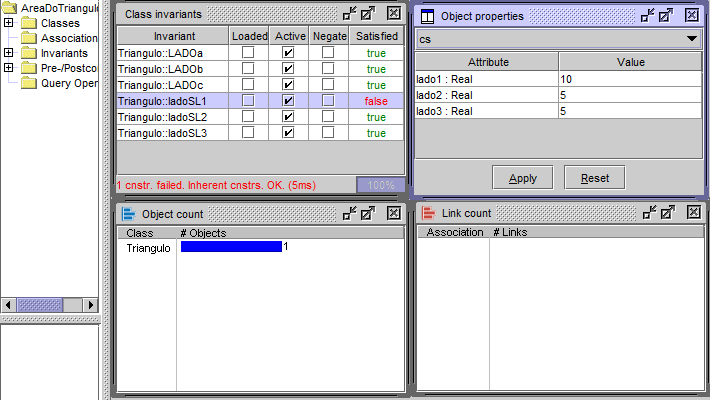 AreaDoTriangulo
Classes
Association
Invariants
Pre-/Postco
Query Oper
Class invariants
Invariant Loaded Active Negate Satisfied
Triangulo::LADOa true
Triangulo::LADOb true
Triangulo::LADOc true
Triangulo::ladoSL1 false
Triangulo::ladoSL2 true
Triangulo::ladoSL3 true
1 cnstr. failed. Inherent cnstrs. OK. (5ms) 100%
Object properties
cs
Attribute Value
lado1 : Real 10
lado2 : Real 5
lado3 : Real 5
Apply Reset
Object count
Class # Objects
Triangulo 1
Link count
Association # Links